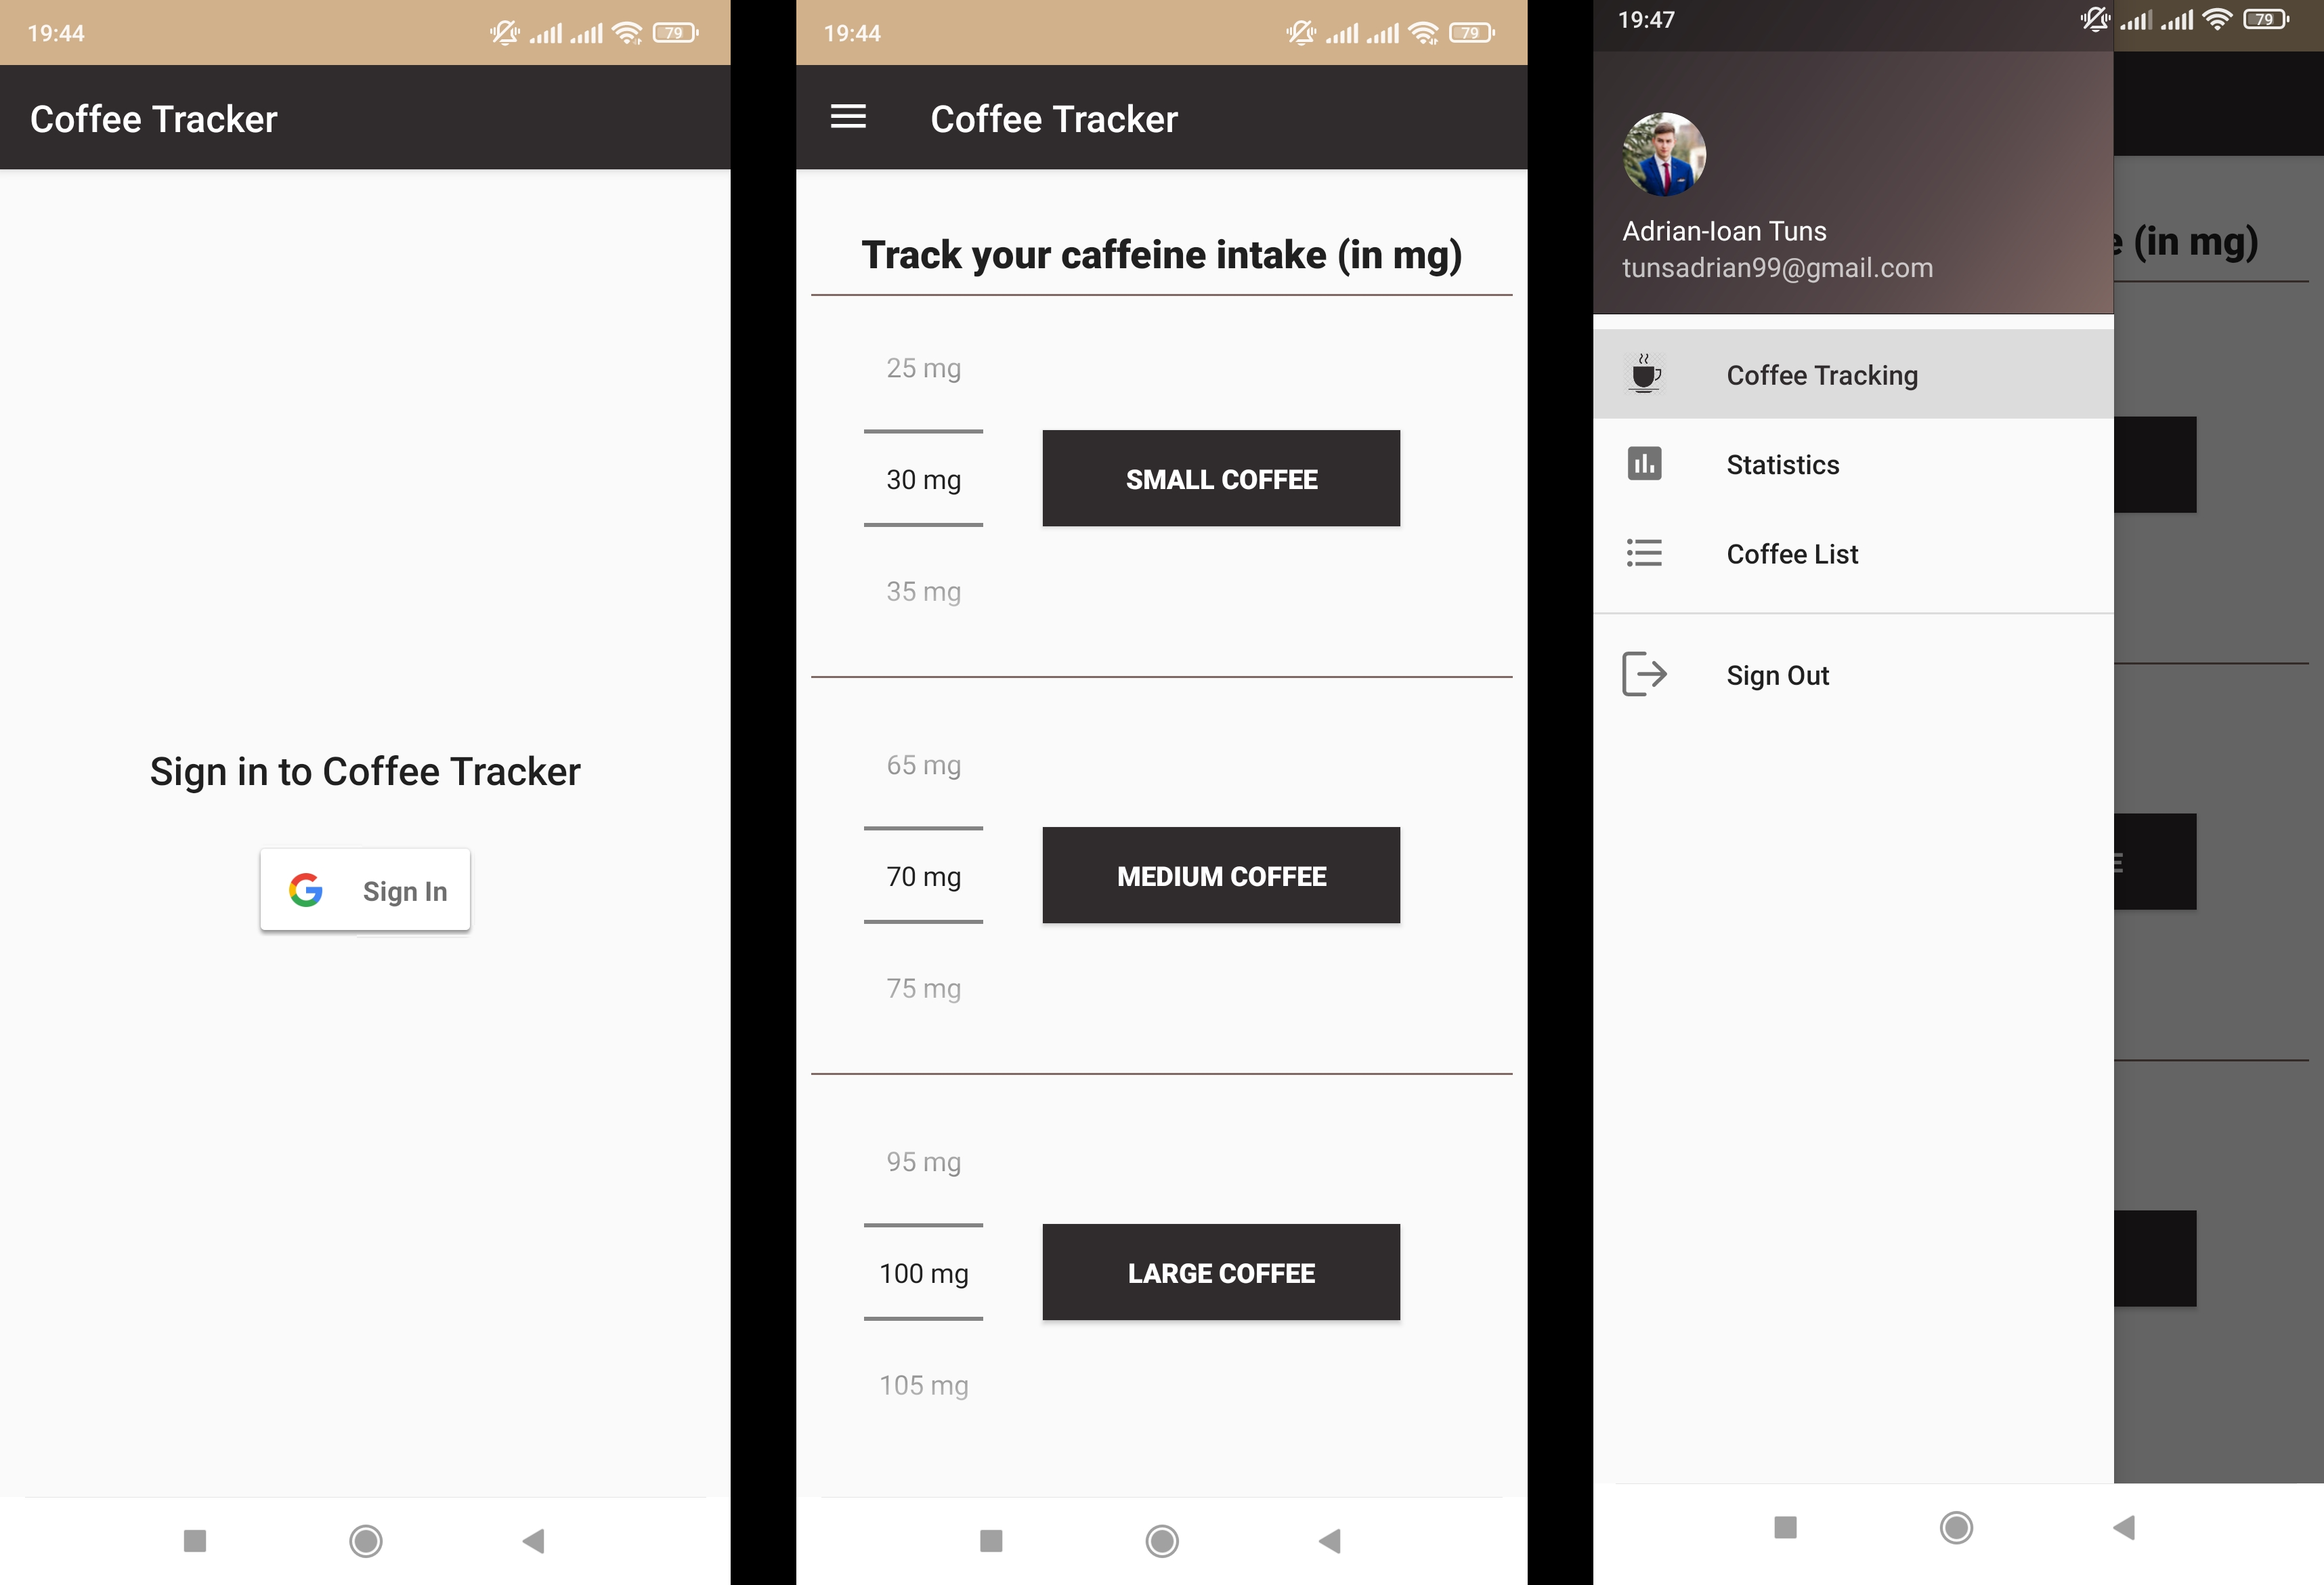 19:44
79
Coffee Tracker
Sign in to Coffee Tracker
Sign In
19:44
79
Coffee Tracker
Track your caffeine intake (in mg)
25 mg
30 mg
SMALL COFFEE
35 mg
65 mg
70 mg
MEDIUM COFFEE
75 mg
95 mg
100 mg
LARGE COFFEE
105 mg
19:47
79
Adrian-Ioan Tuns
tunsadrian99@gmail.com
e (in mg)
Coffee Tracking
Statistics
Coffee List
E
Sign Out